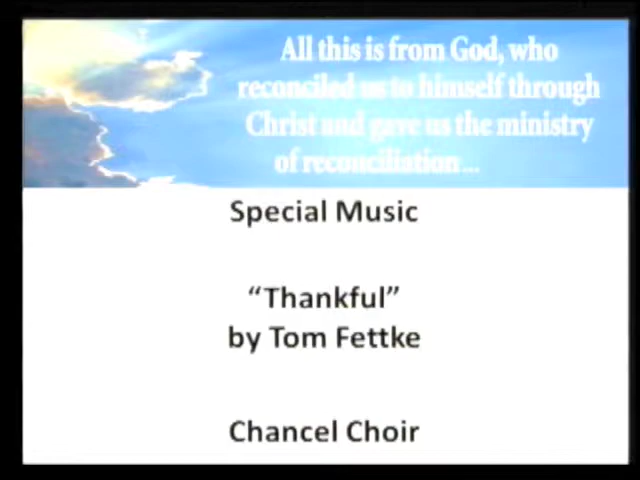 All this is from God, who
reconciled us to himself through
Christ and gave us the ministry
of reconciliation...
Special Music
“Thankful”
by Tom Fettke
Chancel Choir